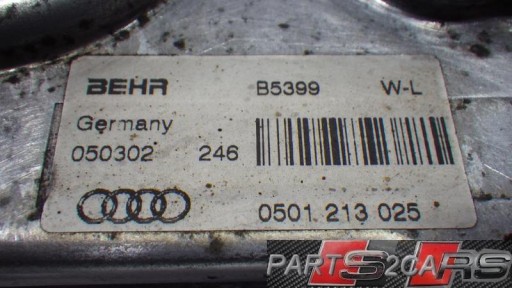 BEHR B5399 W-L
Germany
050302 246
0501 213 025
PARTS2CARS